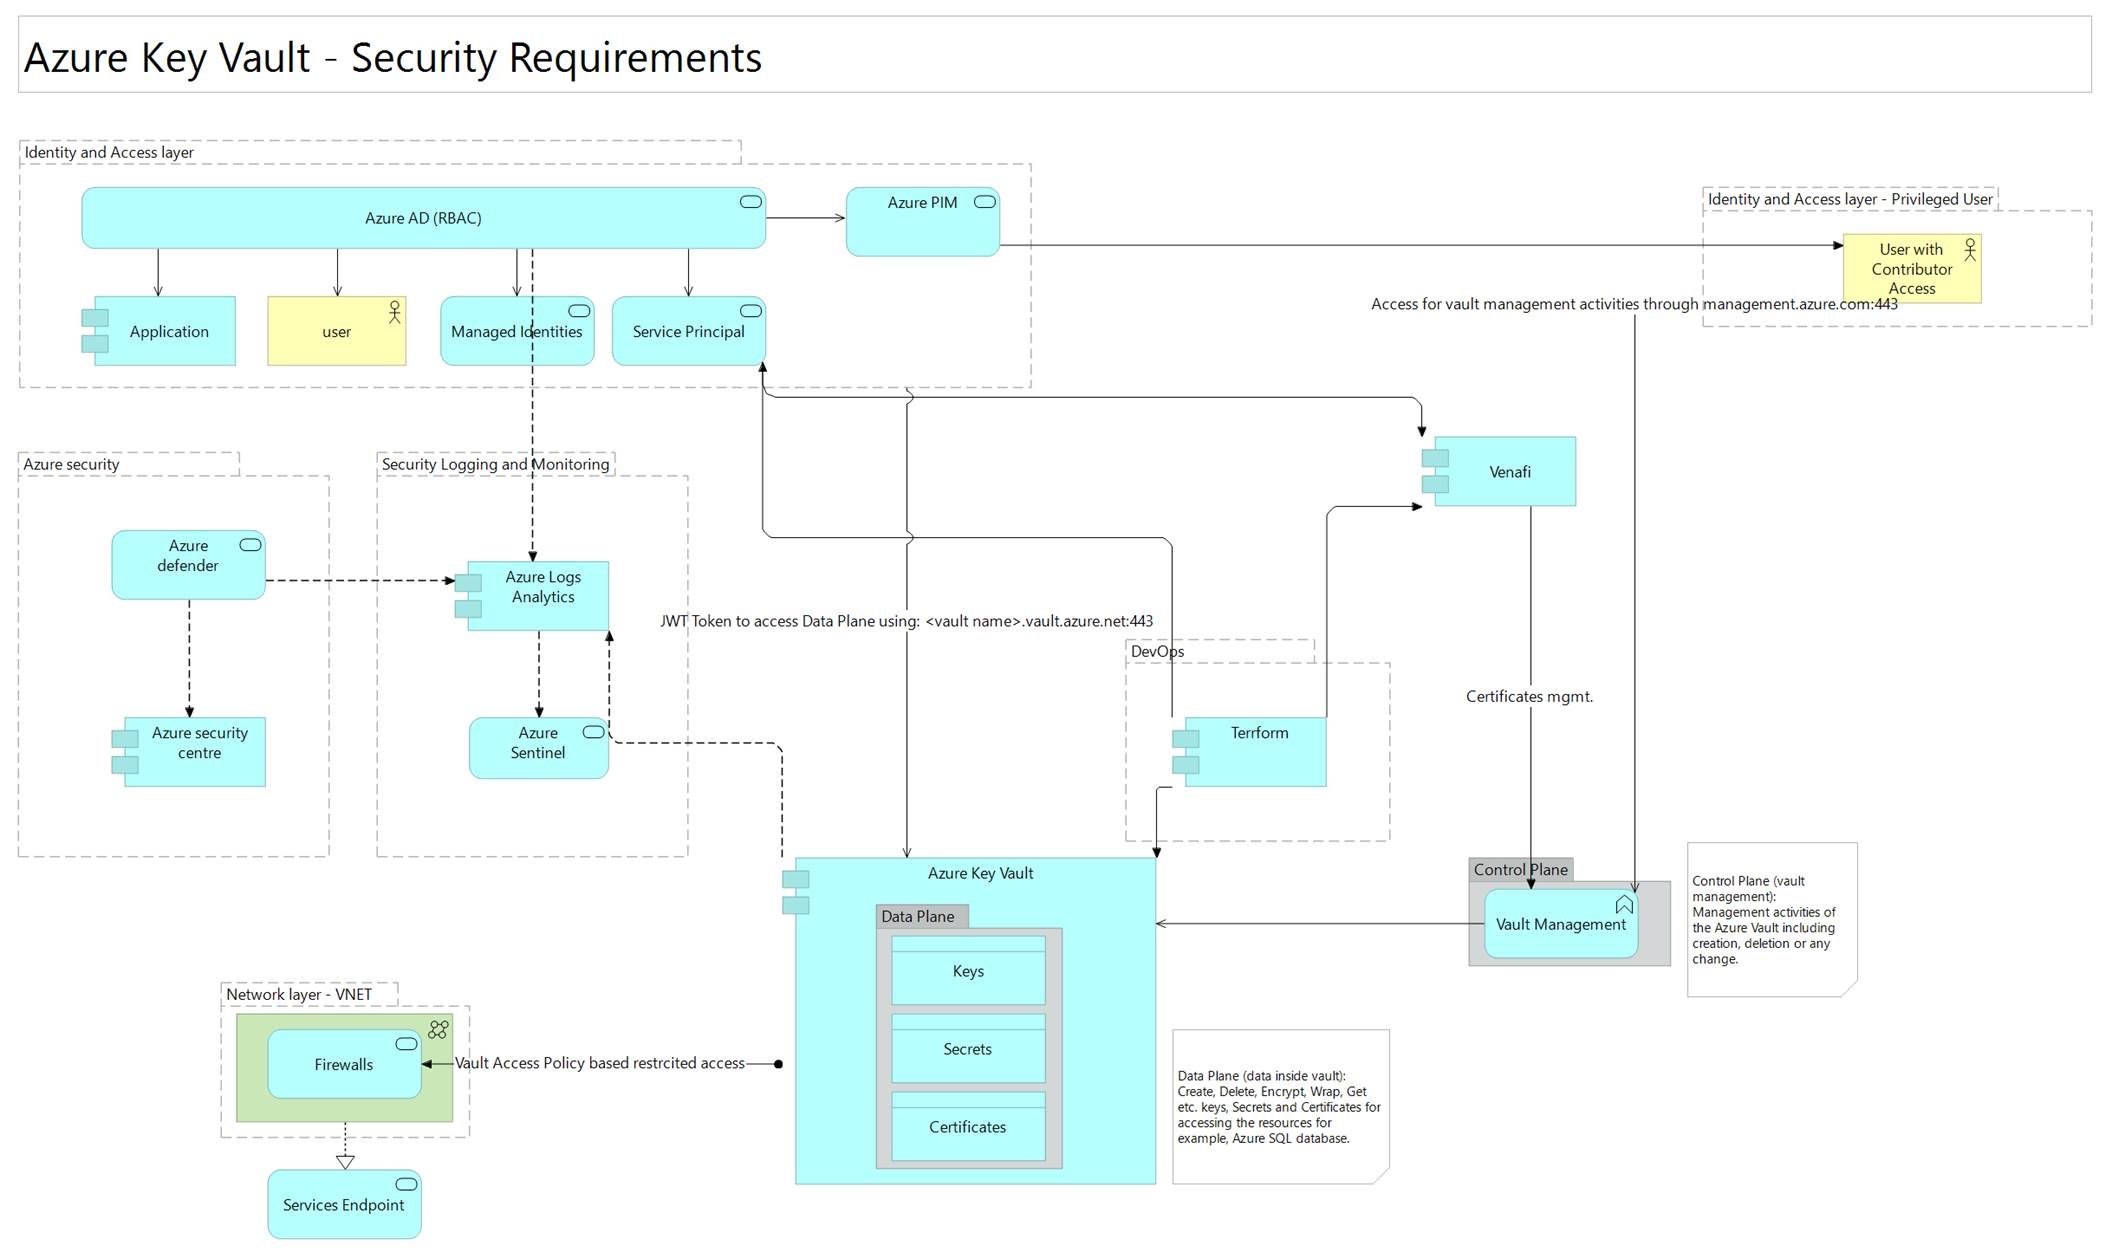 Azure Key Vault - Security Requirements
Identity and Access layer
Azure AD (RBAC)
Azure PIM
Identity and Access layer - Privileged User
User with
Contributor
Access
Application
user
Managed Identities
Service Principal
Access for vault management activities through management.azure.com:443
Azure security
Security Logging and Monitoring
Venafi
Azure
defender
Azure Logs
Analytics
JWT Token to access Data Plane using: <vault name>.vault.azure.net:443
DevOps
Certificates mgmt.
Azure security
centre
Azure
Sentinel
Terrform
Azure Key Vault
Control Plane
Vault Management
Control Plane (vault
management):
Management activities of
the Azure Vault including
creation, deletion or any
change.
Data Plane
Keys
Secrets
Certificates
Network layer - VNET
Firewalls
Vault Access Policy based restrcited access
Data Plane (data inside vault):
Create, Delete, Encrypt, Wrap, Get
etc. keys, Secrets and Certificates for
accessing the resources for
example, Azure SQL database.
Services Endpoint